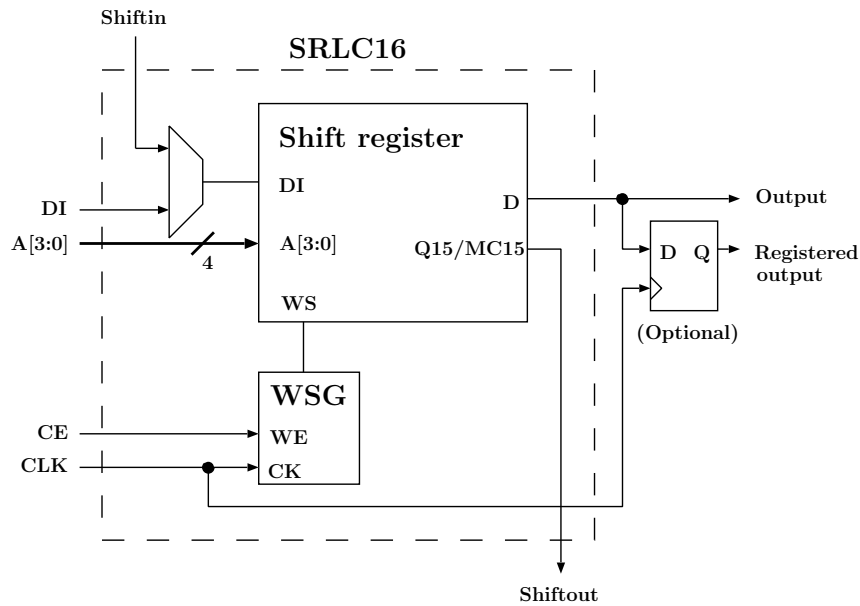 Shiftin
SRLC16
Shift register
DI
DI
D
Output
A[3:0]
4
A[3:0]
Q15/MC15
D Q
Registered
output
WS
(Optional)
WSG
CE
WE
CLK
CK
Shiftout